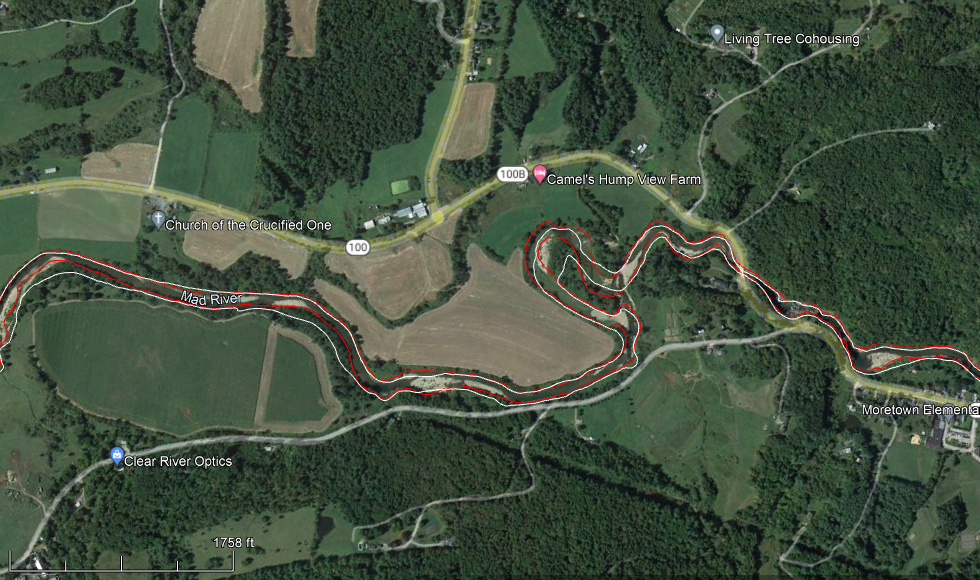 Living Tree Cohousing
100B
Camel's Hump View Farm
Church of the Crucified One
100
Mad River
Moretown Elementa
Clear River Optics
1758 ft